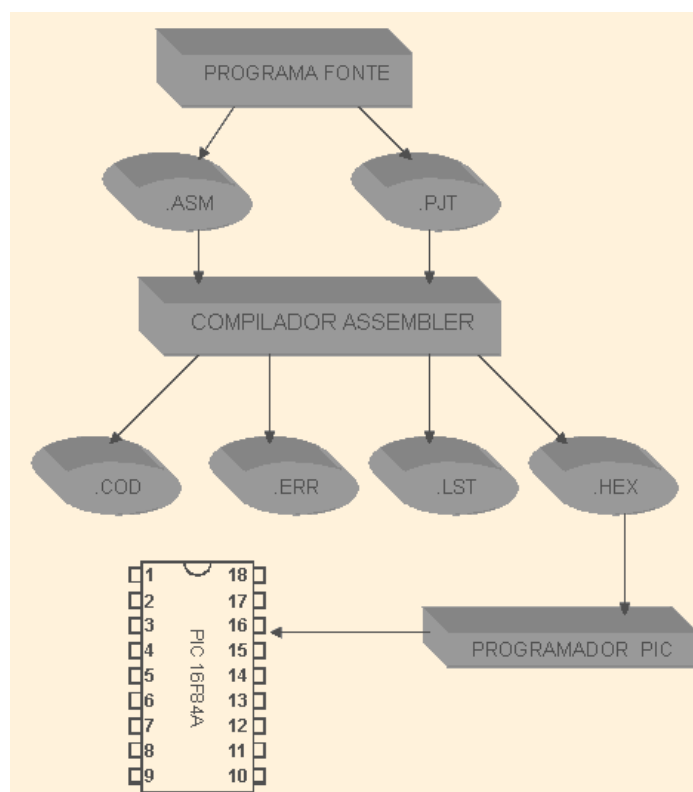 PROGRAMA FONTE
.ASM
.PJT
COMPILADOR ASSEMBLER
.COD
.ERR
.LST
.HEX
PROGRAMADOR PIC
PIC 16F84A
1 18
2 17
3 16
4 15
5 14
6 13
7 12
8 11
9 10